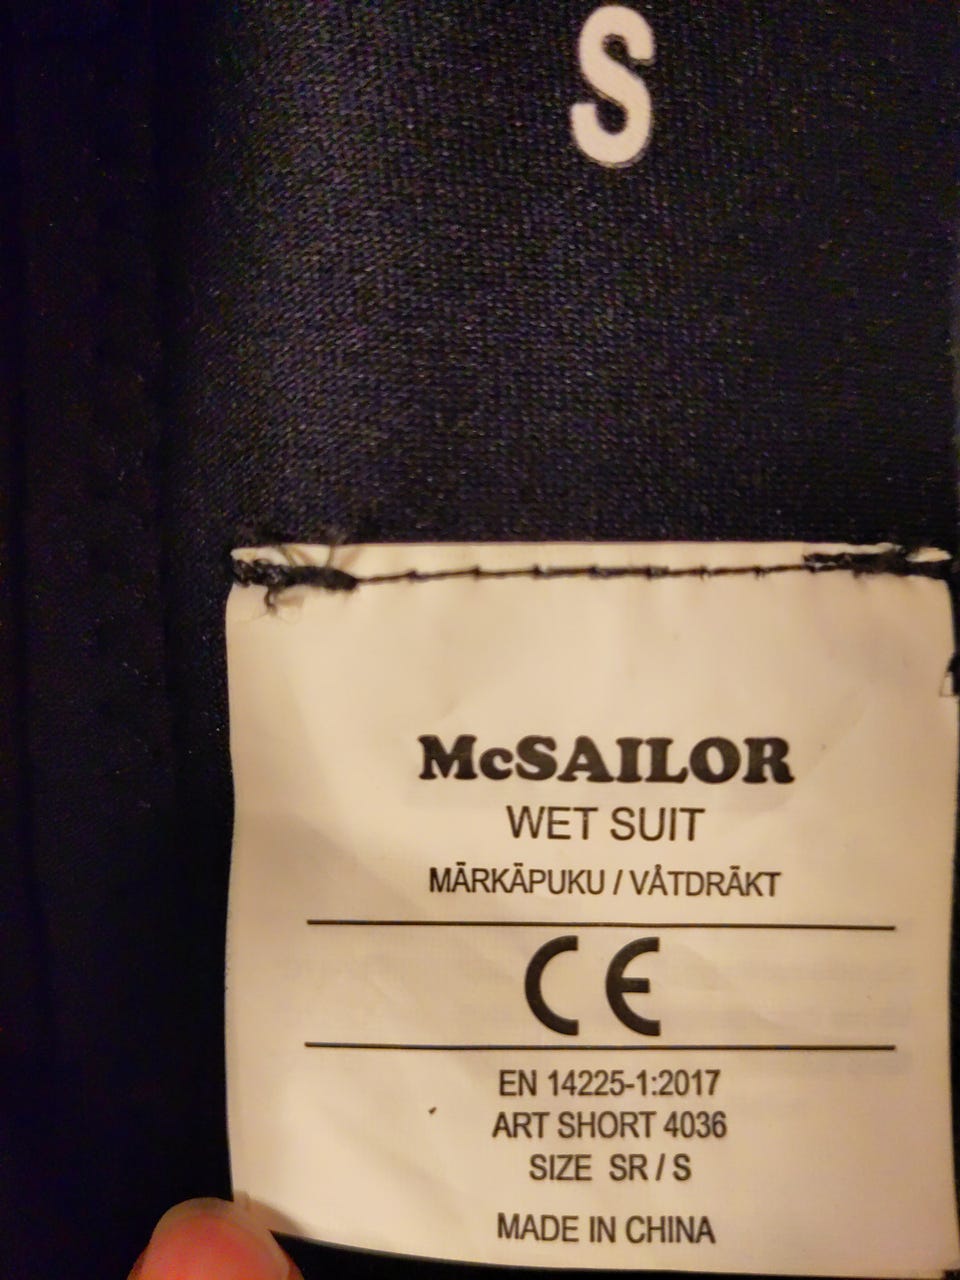 S
McSAILOR
WET SUIT
MÄRKÄPUKU / VÅTDRÄKT
CE
EN 14225-1:2017
ART SHORT 4036
SIZE SR / S
MADE IN CHINA